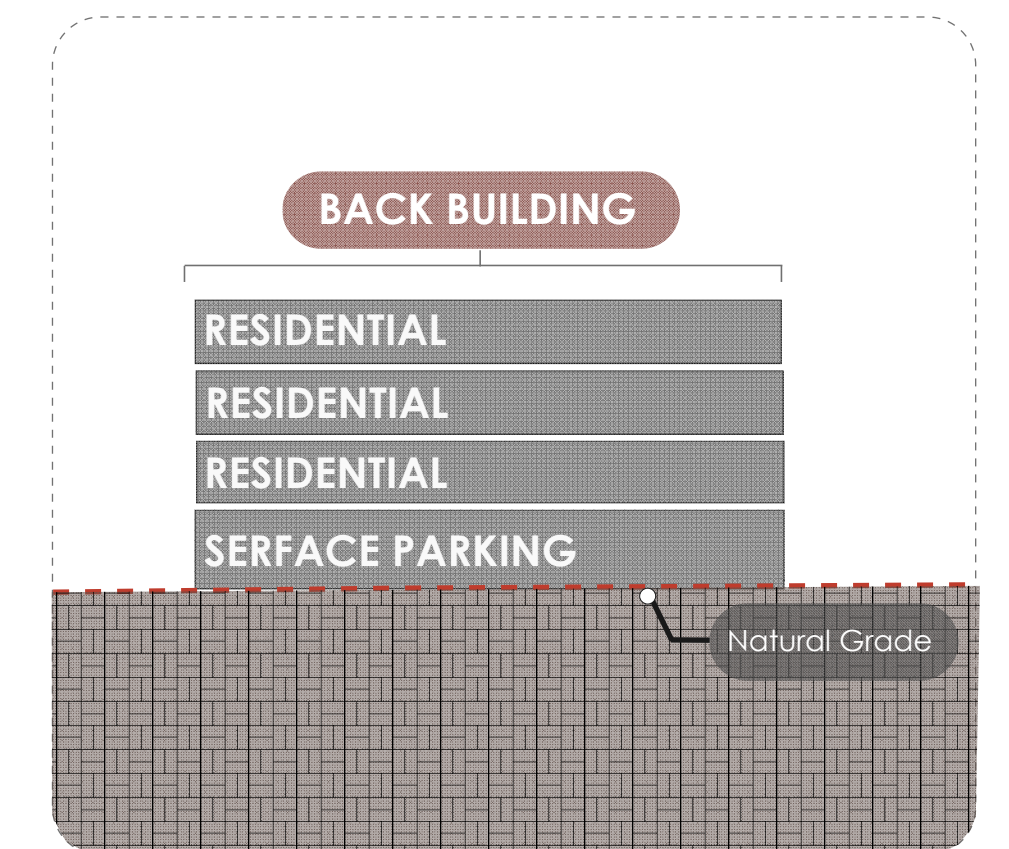 BACK BUILDING
RESIDENTIAL
RESIDENTIAL
RESIDENTIAL
SERFACE PARKING
Natural Grade